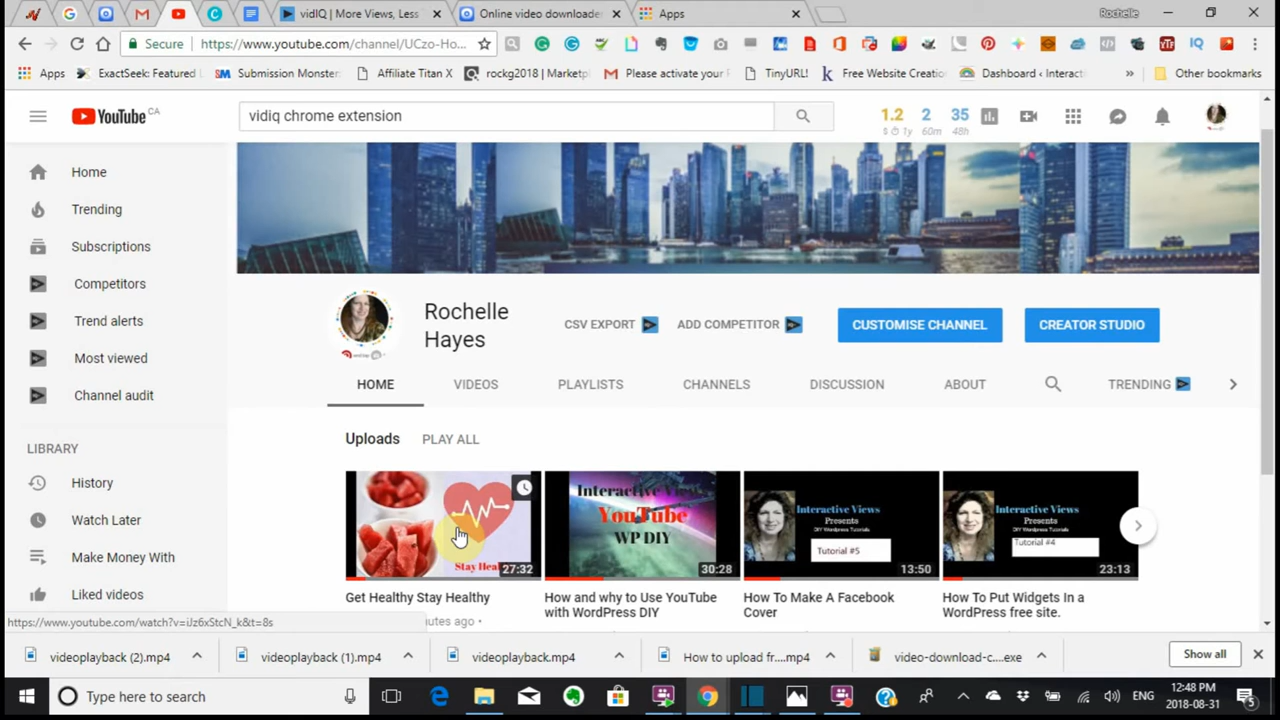 vidIQ | More Views, Less
Online video downloade
Apps
Rochelle
Secure
https://www.youtube.com/channel/UCzo-Ho...
Apps
ExactSeek: Featured
Submission Monster
Affiliate Titan X
rockg2018 | Marketpl
Please activate your
TinyURL!
Free Website Creatio
Dashboard ‹ Interact
Other bookmarks
YouTube CA
vidiq chrome extension
1.2
2
35
$ 1y
60m
48h
Home
Trending
Subscriptions
Competitors
Trend alerts
Most viewed
Channel audit
LIBRARY
History
Watch Later
Make Money With
Liked videos
Rochelle
Hayes
CSV EXPORT
ADD COMPETITOR
CUSTOMISE CHANNEL
CREATOR STUDIO
HOME
VIDEOS
PLAYLISTS
CHANNELS
DISCUSSION
ABOUT
TRENDING
Uploads
PLAY ALL
Stay Heal
27:32
Interactive Views
YouTube
WP DIY
30:28
Interactive Views
Presents
DIY Wordpress Tutorials
Tutorial #5
13:50
Interactive Views
Presents
DIY Wordpress Tutorials
Tutorial #4
23:13
Get Healthy Stay Healthy
utes ago •
How and why to Use YouTube
with WordPress DIY
How To Make A Facebook
Cover
How To Put Widgets In a
WordPress free site.
https://www.youtube.com/watch?v=iJz6xStcN_k&t=8s
videoplayback (2).mp4
videoplayback (1).mp4
videoplayback.mp4
How to upload fr....mp4
video-download-c....exe
Show all
Type here to search
ENG
12:48 PM
2018-08-31
5